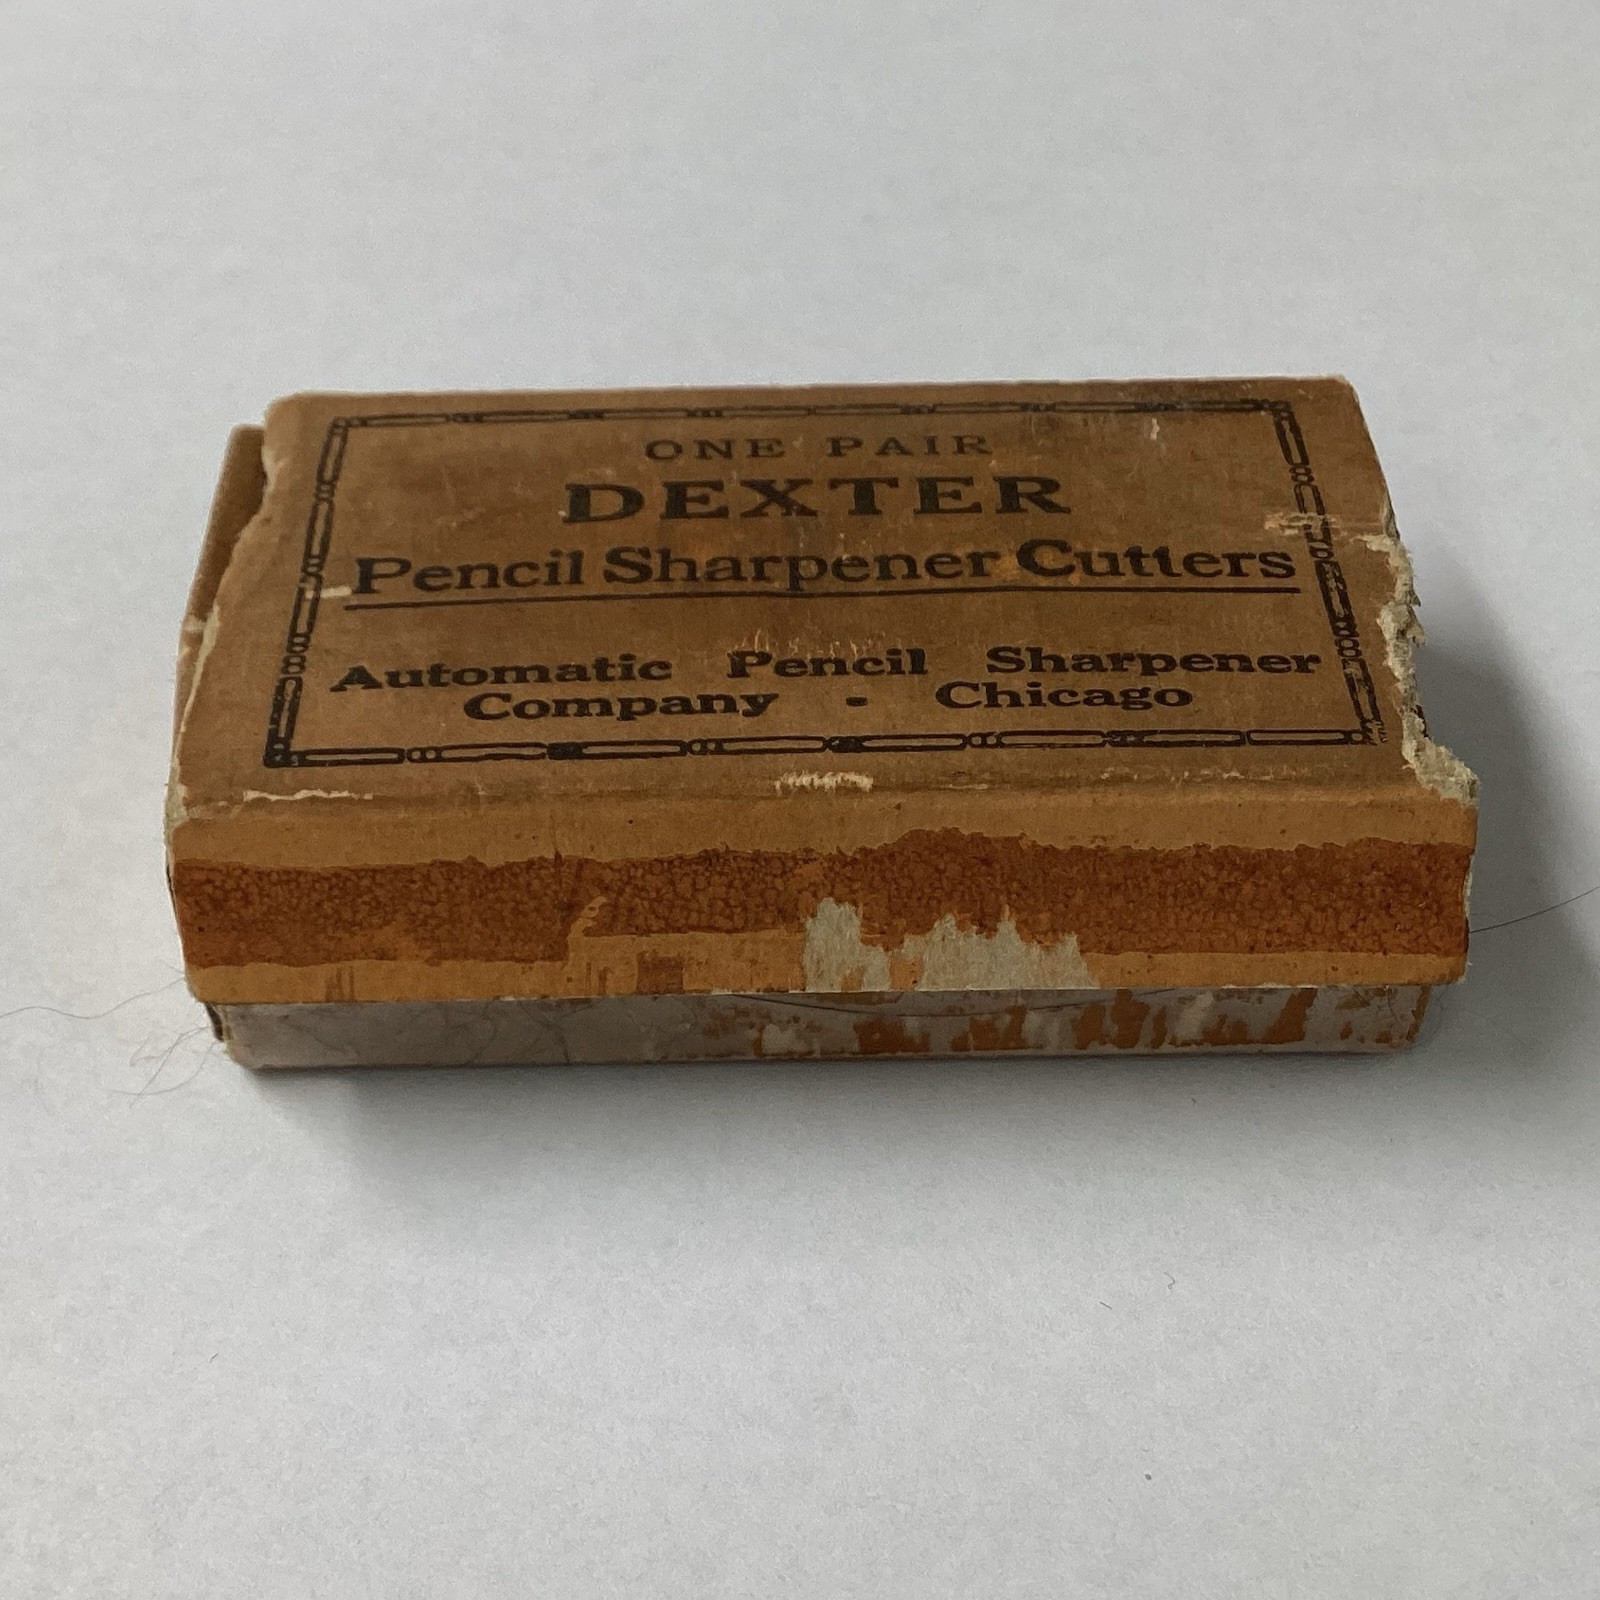 ONE PAIR
DEXTER
Pencil Sharpener Cutters
Automatic Pencil Sharpener
Company - Chicago